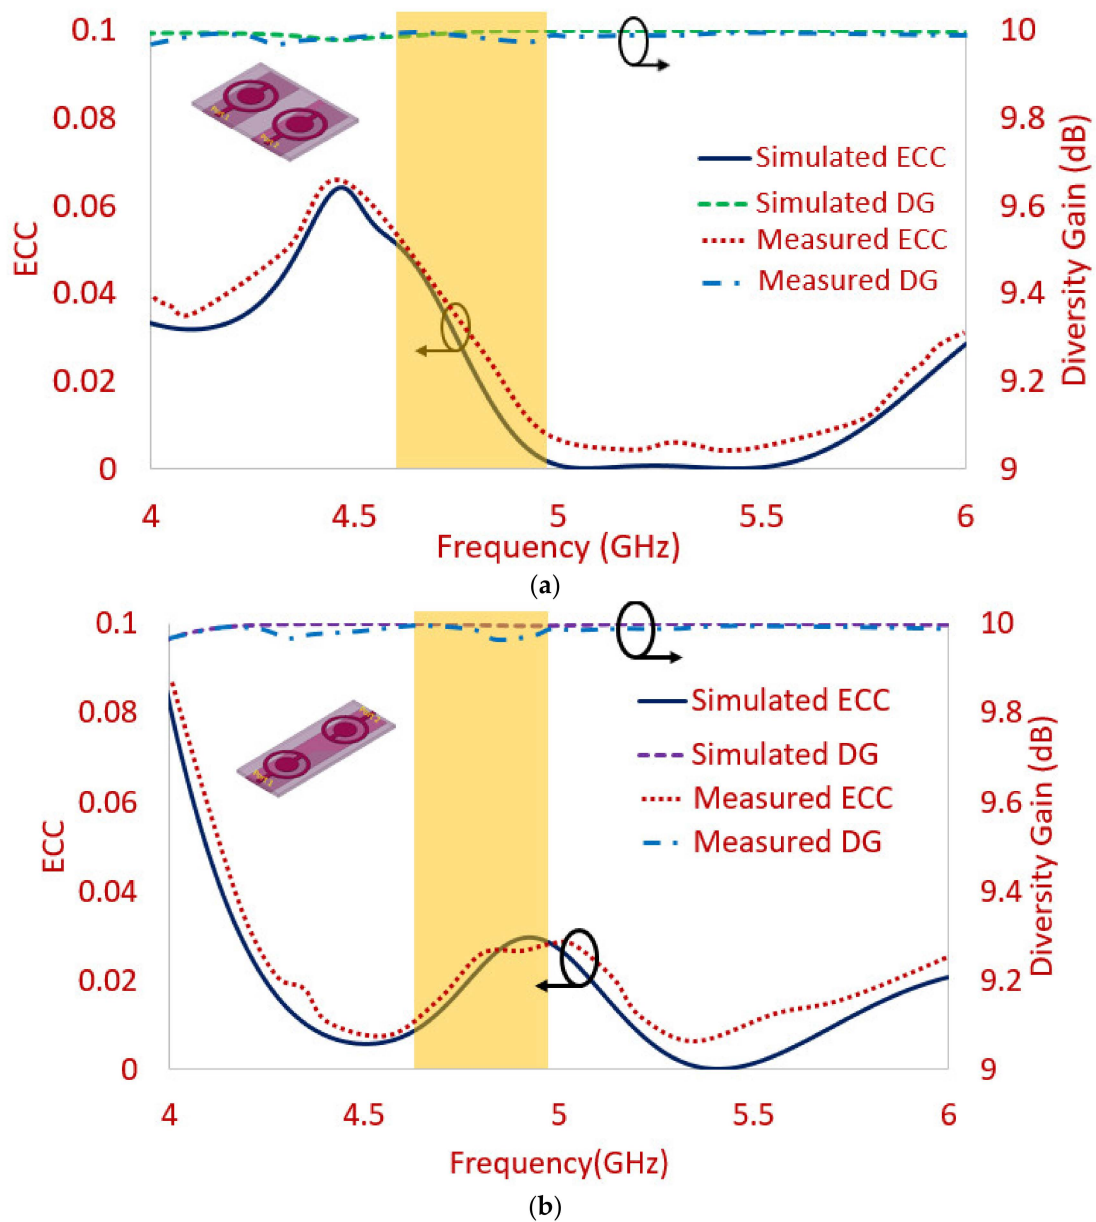 0.1
0.08
0.06
0.04
0.02
0
ECC
10
9.8
9.6
9.4
9.2
9
Diversity Gain (dB)
Simulated ECC
Simulated DG
Measured ECC
Measured DG
4
4.5
5
5.5
6
Frequency (GHz)
(a)
0.1
0.08
0.06
0.04
0.02
0
ECC
10
9.8
9.6
9.4
9.2
9
Diversity Gain (dB)
Simulated ECC
Simulated DG
Measured ECC
Measured DG
4
4.5
5
5.5
6
Frequency(GHz)
(b)